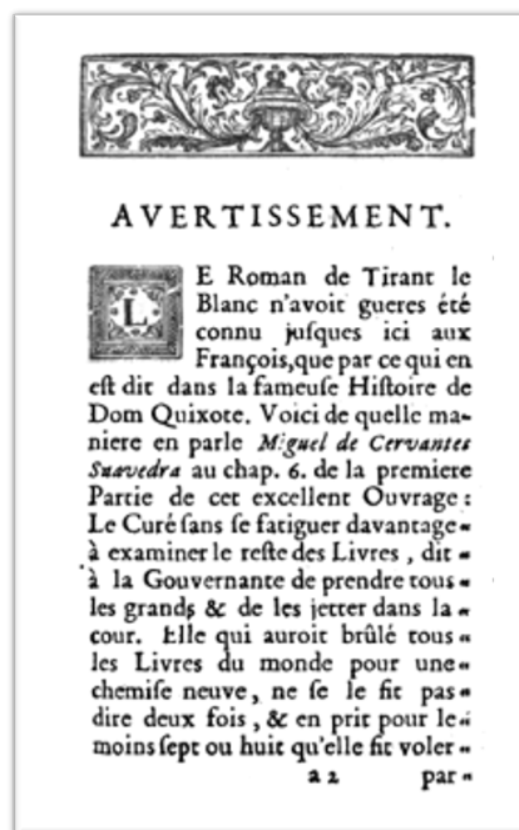 AVERTISSEMENT.
LE Roman de Tirant le
Blanc n'avoit gueres été
connu juſques ici aux
François,que par ce qui en
eſt dit dans la fameuſe Hiſtoire de
Dom Quixote. Voici de quelle ma-
niere en parle Miguel de Cervantes
Suavedra au chap. 6. de la premiere
Partie de cet excellent Ouvrage :
Le Curé ſans ſe fatiguer davantage "
à examiner le reſte des Livres , dit "
à la Gouvernante de prendre tous "
les grands & de les jetter dans la "
cour. Elle qui auroit brûlé tous "
les Livres du monde pour une "
chemiſe neuve, ne ſe le fit pas "
dire deux fois , & en prit pour le "
moins ſept ou huit qu'elle fit voler "
a 2 par "